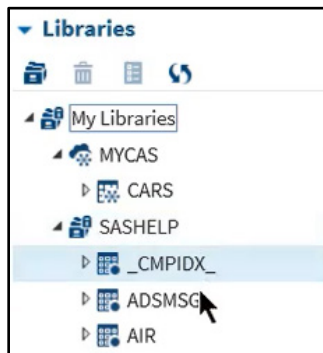 Libraries
My Libraries
MYCAS
CARS
SASHELP
_CMPIDX_
ADSMSG
AIR